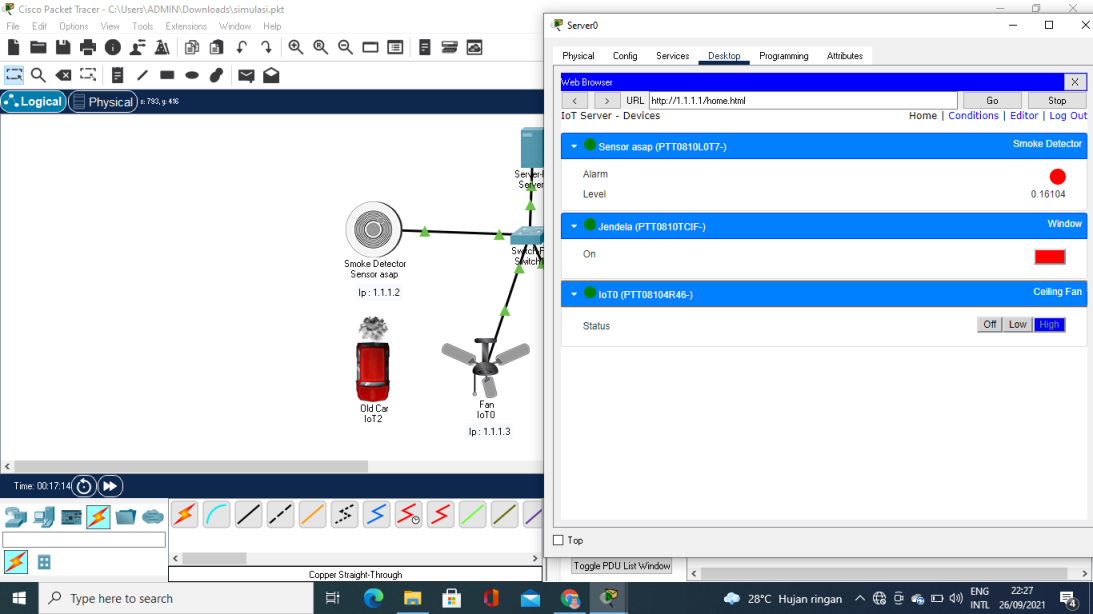 Cisco Packet Tracer - C:\Users\ADMIN\Downloads\simulasi.pkt
File Edit Options View Tools Extensions Window Help
Logical Physical x: 793, y: 416
Smoke Detector
Sensor asap
Ip : 1.1.1.2
Old Car
IoT2
Fan
IoT0
Ip : 1.1.1.3
Time: 00:17:14
Copper Straight-Through
Server0
Physical Config Services Desktop Programming Attributes
Web Browser X
< > URL http://1.1.1.1/home.html Go Stop
IoT Server - Devices Home | Conditions | Editor | Log Out
Sensor asap (PTT0810L0T7-) Smoke Detector
Alarm
Level 0.16104
Jendela (PTT0810TCIF-) Window
On
IoT0 (PTT08104R46-) Ceiling Fan
Status Off Low High
Top
Toggle PDU List Window
Type here to search
28°C Hujan ringan
ENG
INTL
22:27
26/09/2021
4